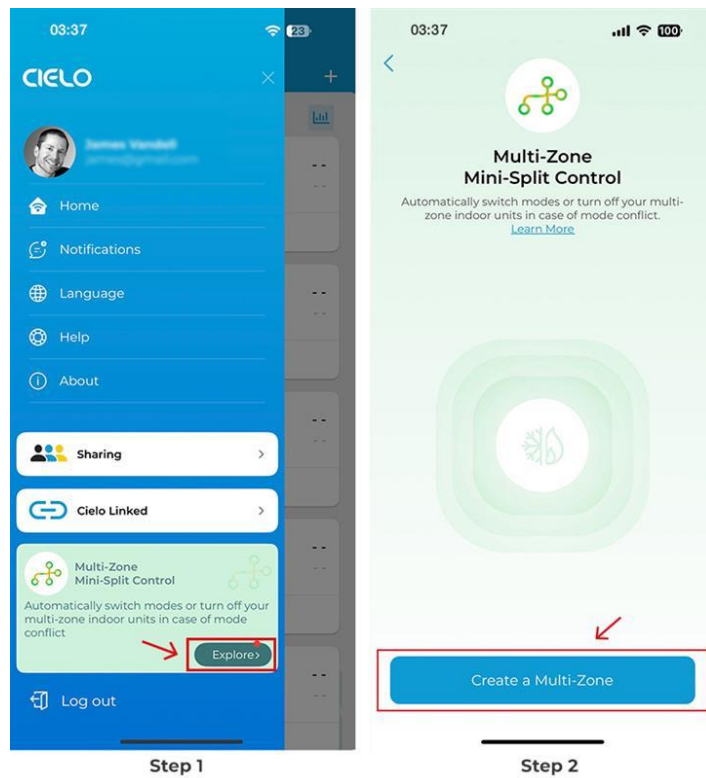 03:37
23
CIELO
James Vandell
Home
Notifications
Language
Help
About
Sharing
Cielo Linked
Multi-Zone
Mini-Split Control
Automatically switch modes or turn off your
multi-zone indoor units in case of mode
conflict
Explore
Log out
Step 1
03:37
100
Multi-Zone
Mini-Split Control
Automatically switch modes or turn off your multi-
zone indoor units in case of mode conflict.
Learn More
Create a Multi-Zone
Step 2